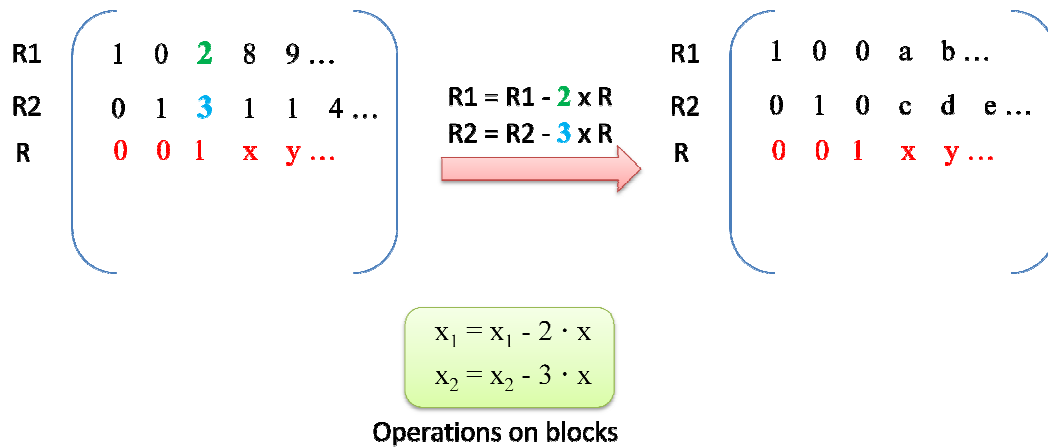 R1 1 0 2 8 9 ...
R2 0 1 3 1 1 4 ...
R 0 0 1 x y ...
R1 = R1 - 2 x R
R2 = R2 - 3 x R
R1 1 0 0 a b ...
R2 0 1 0 c d e ...
R 0 0 1 x y ...
x₁ = x₁ - 2 · x
x₂ = x₂ - 3 · x
Operations on blocks